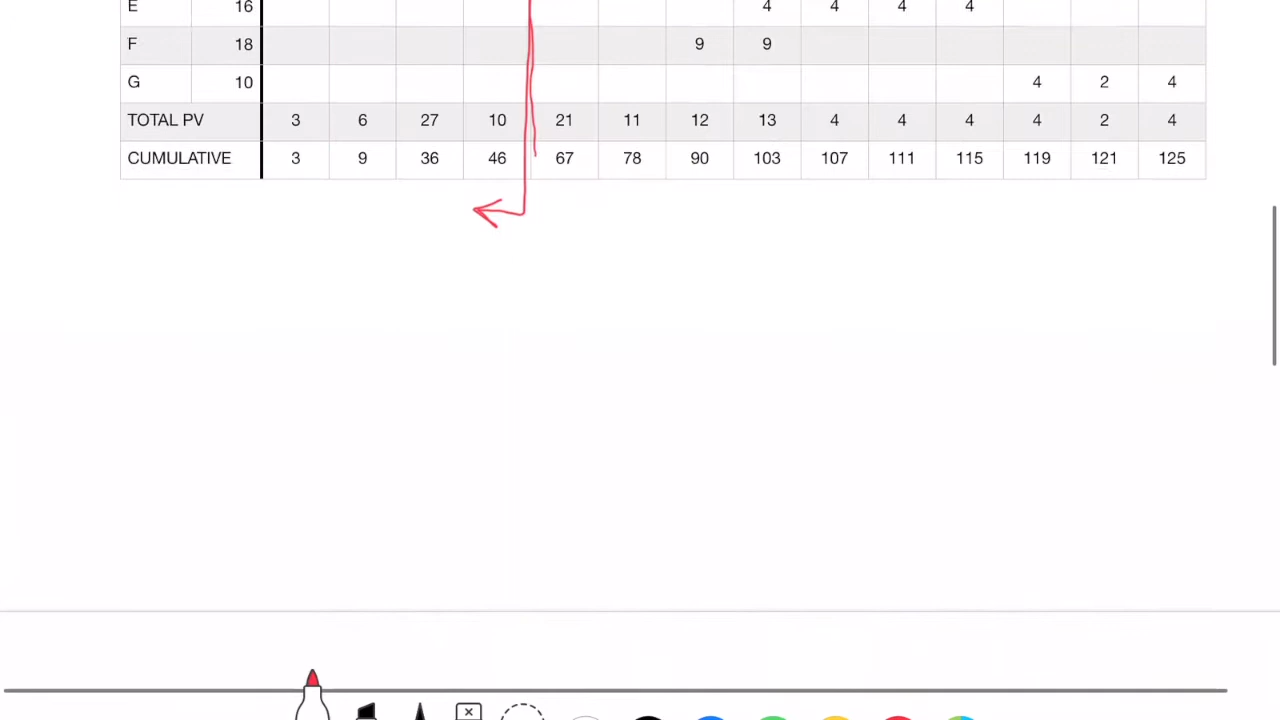 E 16 4 4 4 4
F 18 9 9
G 10 4 2 4
TOTAL PV 3 6 27 10 21 11 12 13 4 4 4 4 2 4
CUMULATIVE 3 9 36 46 67 78 90 103 107 111 115 119 121 125